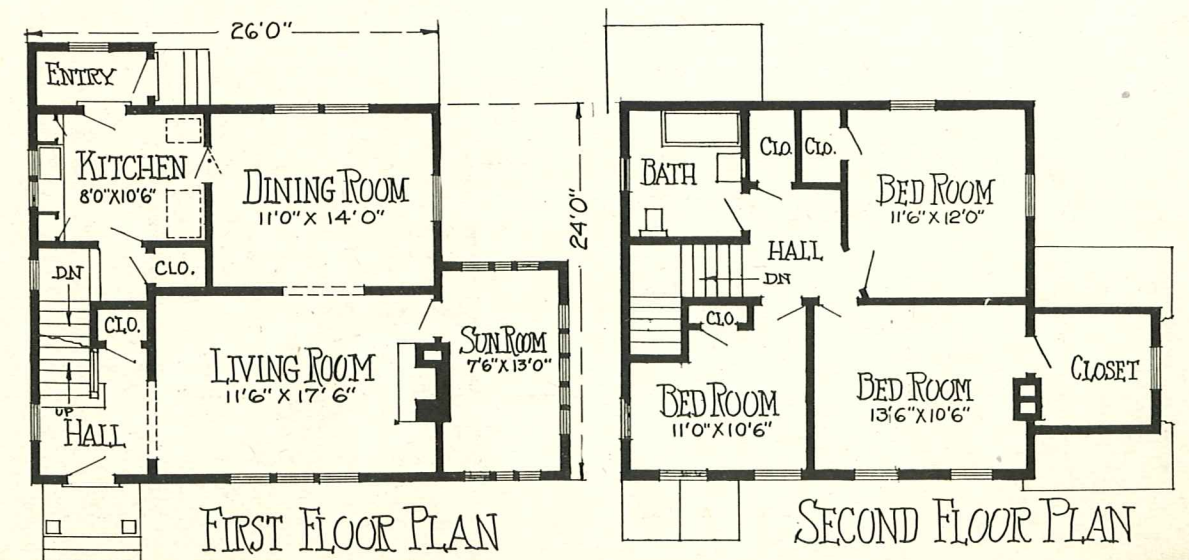 26'0"
ENTRY
KITCHEN
8'0"X10'6"
DINING ROOM
11'0" X 14'0"
24'0"
DN
CLO.
CLO.
LIVING ROOM
11'6" X 17'6"
SUN ROOM
7'6" X 13'0"
UP
HALL
FIRST FLOOR PLAN
BATH
CLO.
CLO.
BED ROOM
11'6" X 12'0"
HALL
DN
CLO.
BED ROOM
11'0" X 10'6"
BED ROOM
13'6" X 10'6"
CLOSET
SECOND FLOOR PLAN